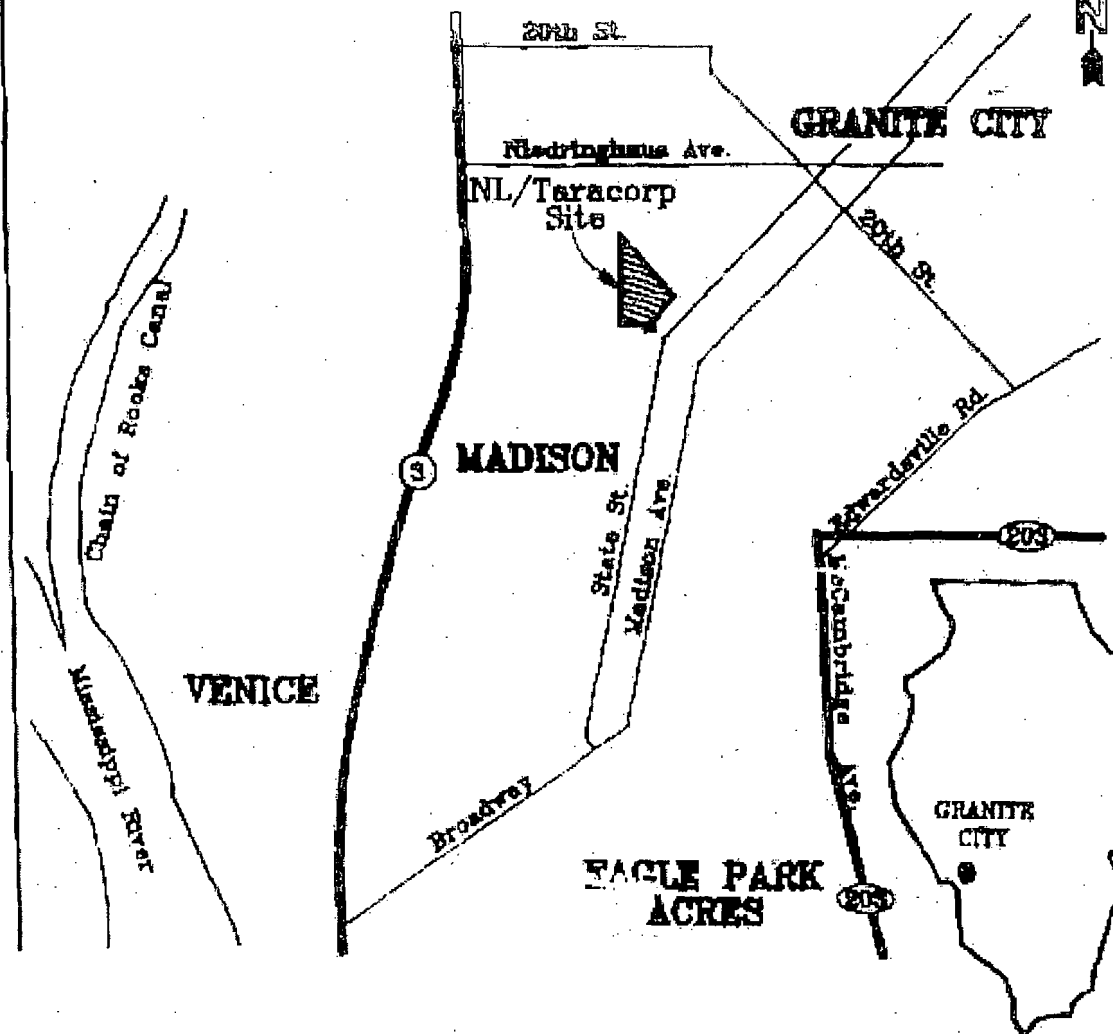 N
20th St.
GRANITE CITY
Niedringhaus Ave.
NL/Taracorp
Site
20th St.
Chain of Rocks Canal
Edwardsville Rd.
3
MADISON
State St.
Madison Ave.
203
Cambridge Ave.
Mississippi River
VENICE
Broadway
GRANITE
CITY
EAGLE PARK
ACRES
203